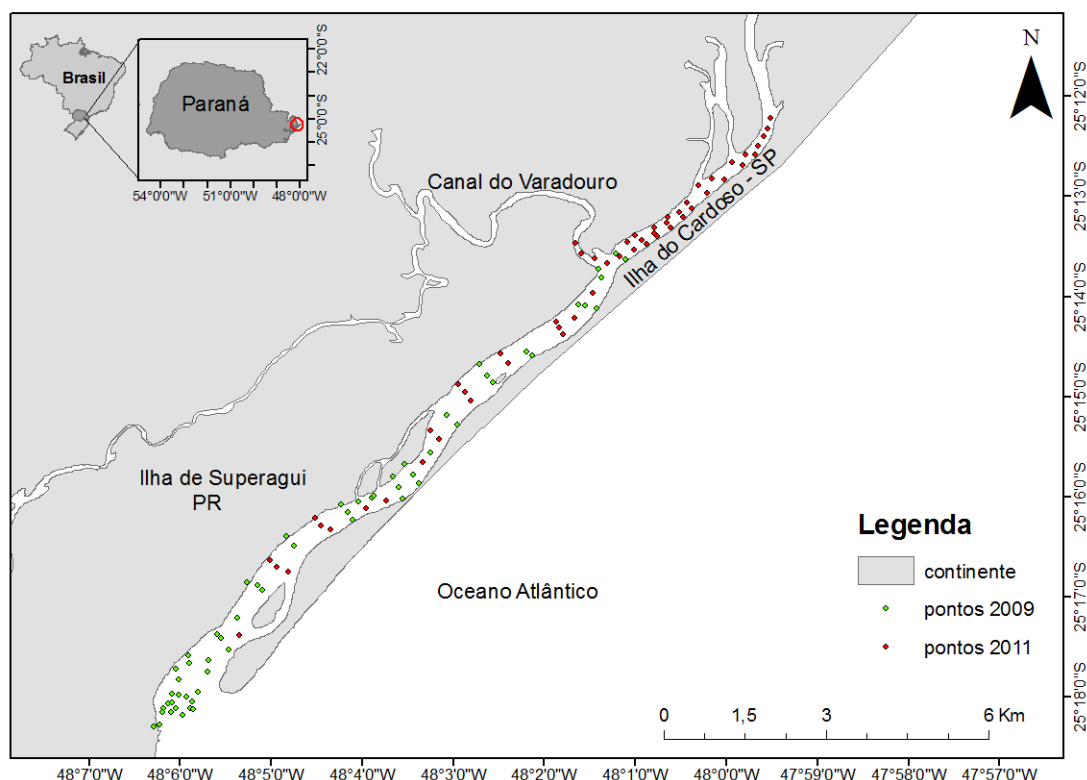 Brasil
Paraná
22°0'0"S
25°0'0"S
54°0'0"W
51°0'0"W
48°0'0"W
N
Canal do Varadouro
Ilha do Cardoso - SP
Ilha de Superagui
PR
Oceano Atlântico
Legenda
continente
pontos 2009
pontos 2011
0
1,5
3
6 Km
25°12'0"S
25°13'0"S
25°14'0"S
25°15'0"S
25°16'0"S
25°17'0"S
25°18'0"S
48°7'0"W
48°6'0"W
48°5'0"W
48°4'0"W
48°3'0"W
48°2'0"W
48°1'0"W
48°0'0"W
47°59'0"W
47°58'0"W
47°57'0"W